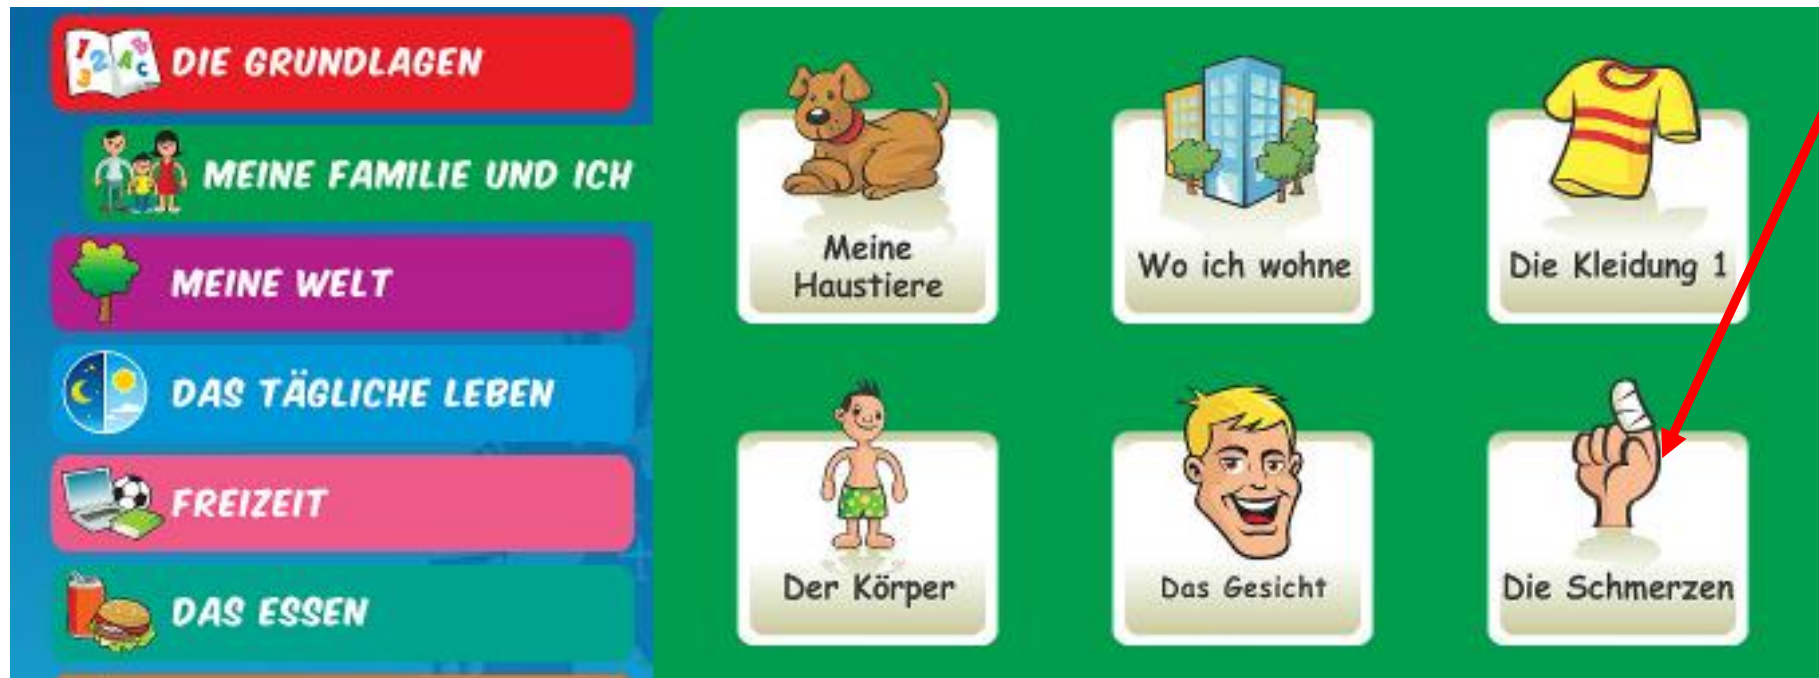 DIE GRUNDLAGEN
MEINE FAMILIE UND ICH
MEINE WELT
DAS TÄGLICHE LEBEN
FREIZEIT
DAS ESSEN
Meine
Haustiere
Wo ich wohne
Die Kleidung 1
Der Körper
Das Gesicht
Die Schmerzen